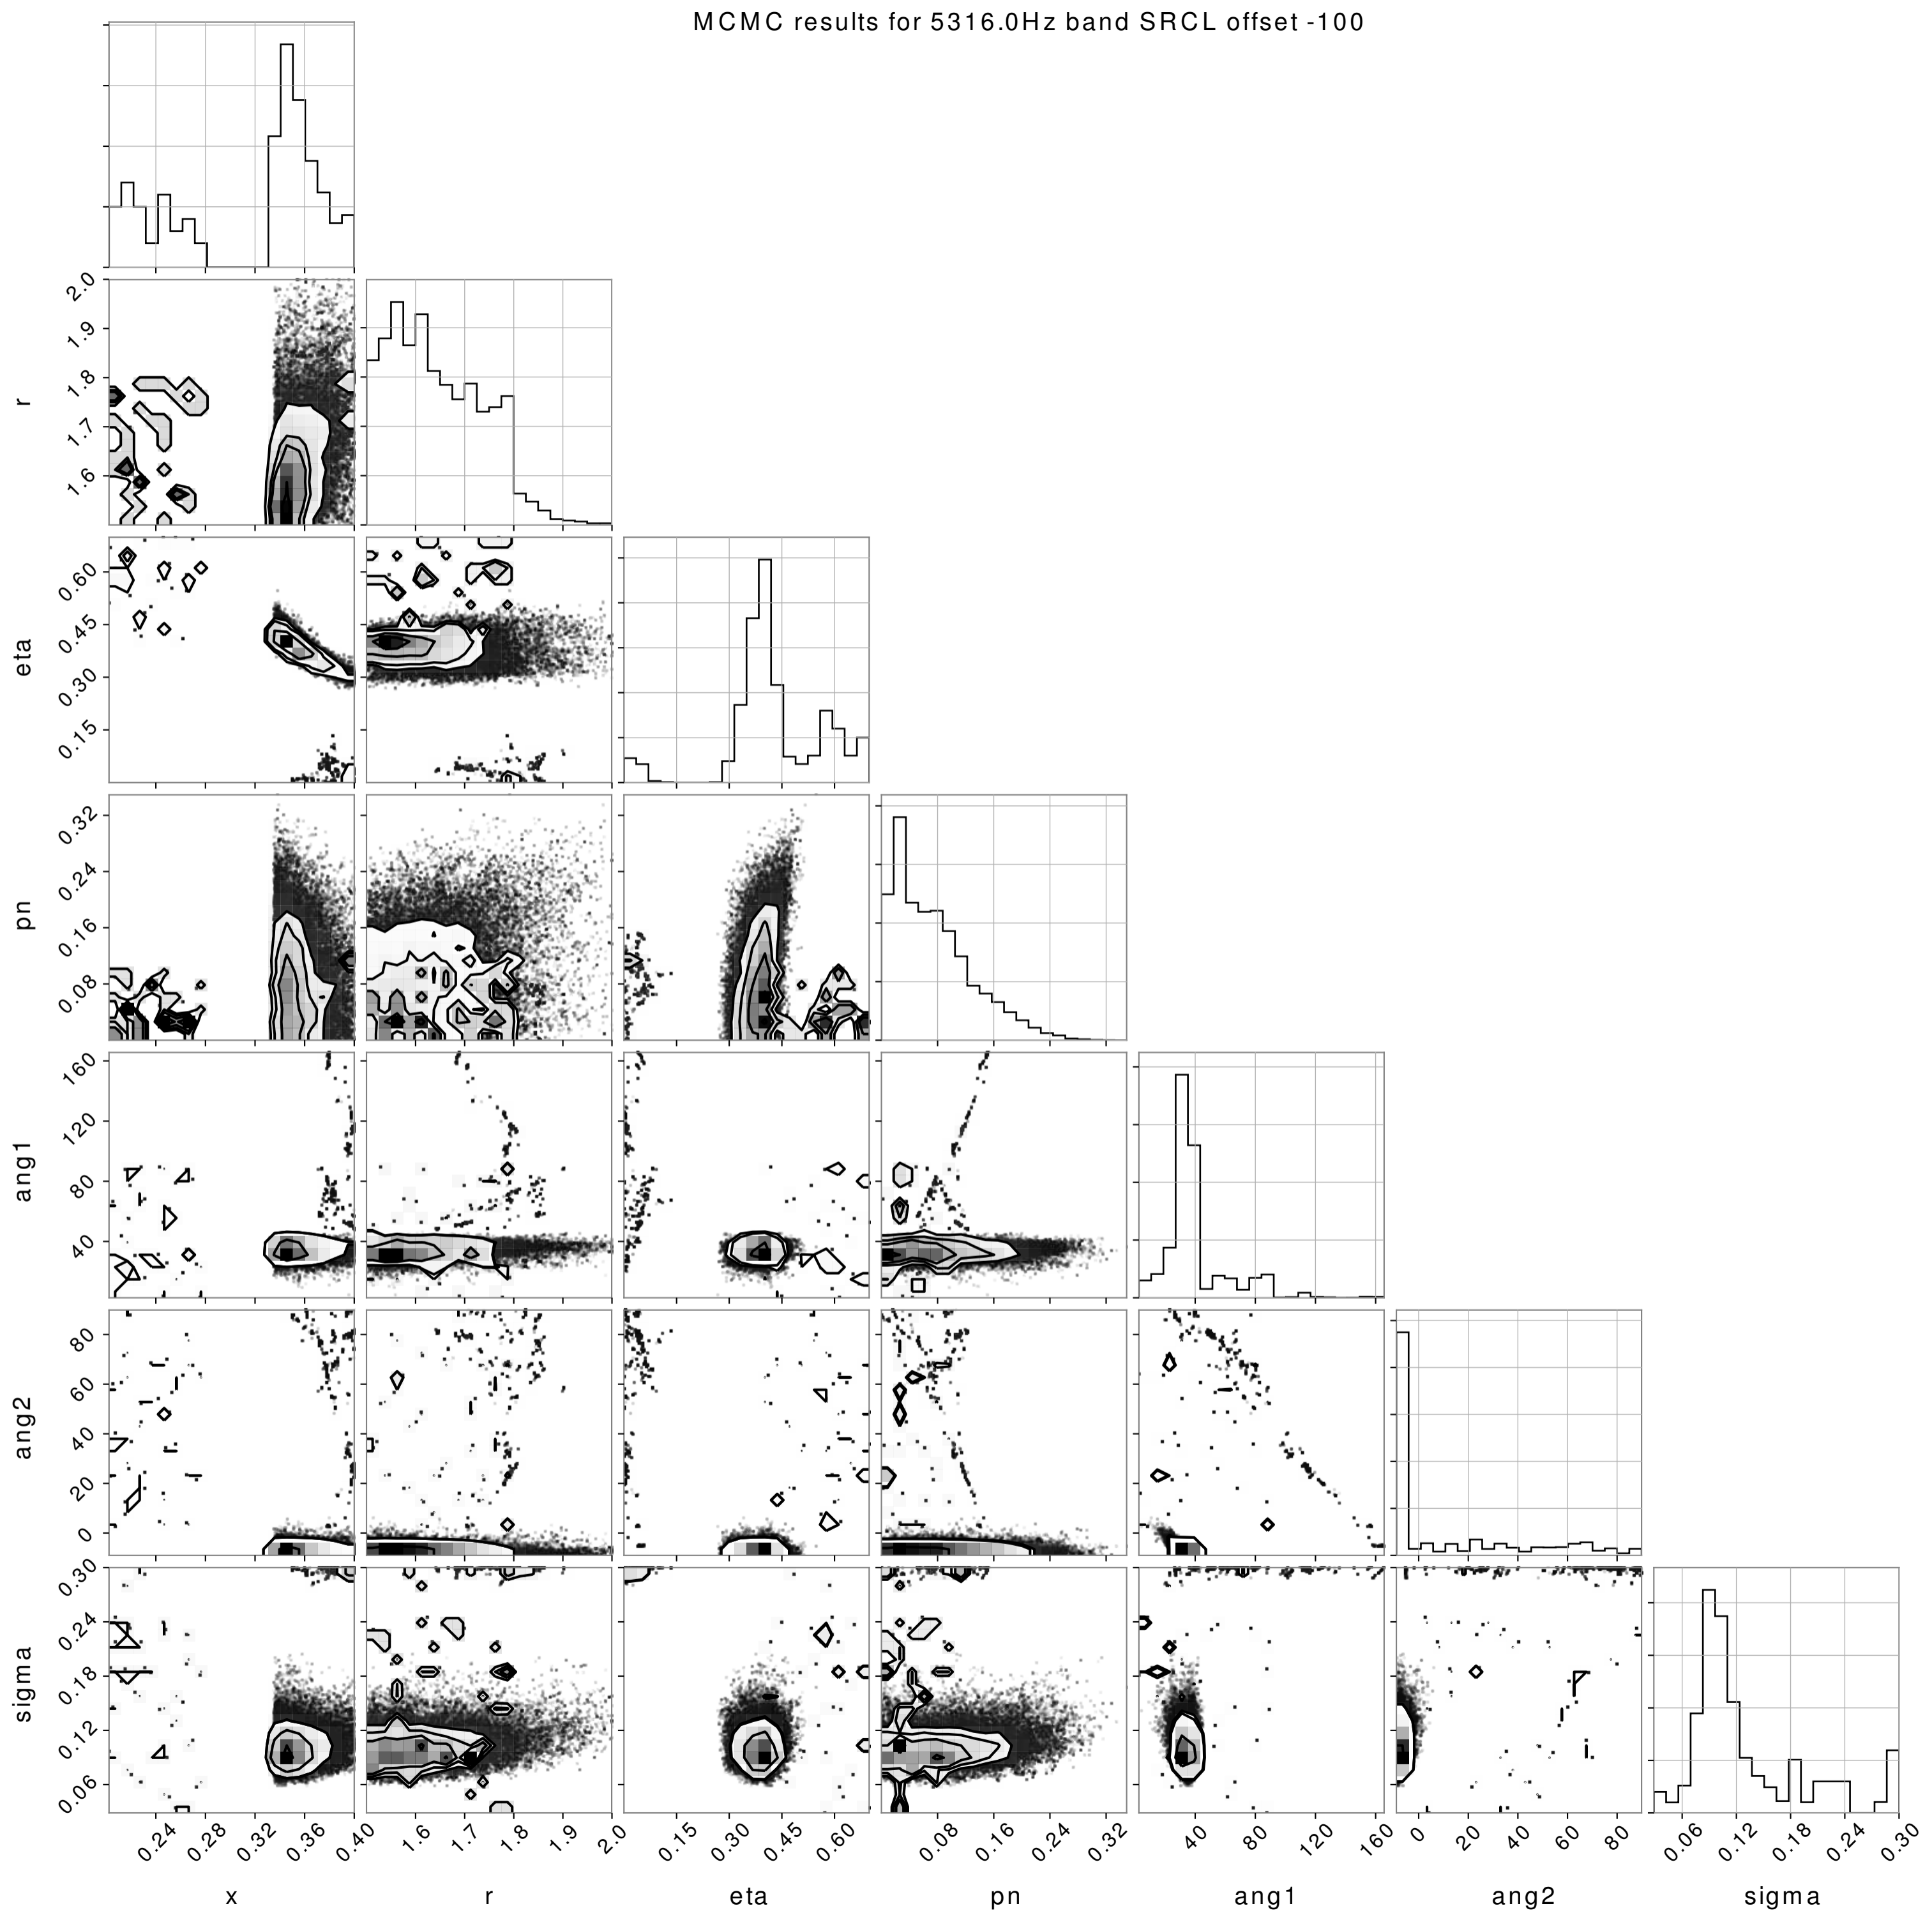 MCMC results for 5316.0Hz band SRCL offset -100
2.0
1.9
1.8
1.7
1.6
r
0.60
0.45
0.30
0.15
eta
0.32
0.24
0.16
0.08
pn
160
120
80
40
ang1
80
60
40
20
0
ang2
0.30
0.24
0.18
0.12
0.06
sigma
0.24 0.28 0.32 0.36 0.40
1.6 1.7 1.8 1.9 2.0
0.15 0.30 0.45 0.60
0.08 0.16 0.24 0.32
40 80 120 160
0 20 40 60 80
0.06 0.12 0.18 0.24 0.30
x r eta pn ang1 ang2 sigma